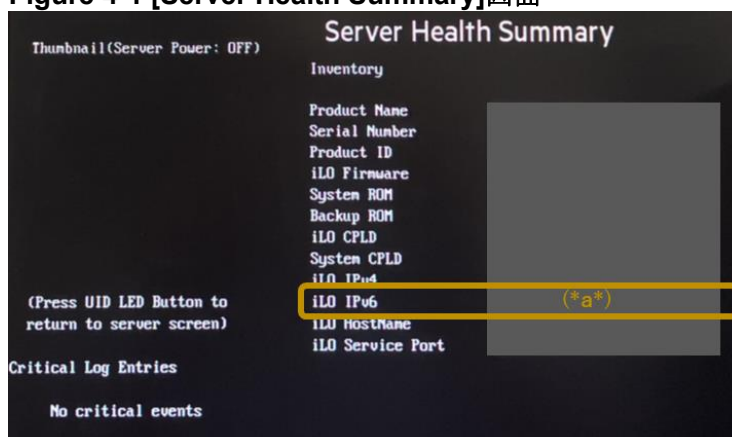 Figure 4-1 [Server Health Summary]画面
Thumbnail(Server Power: OFF)
Server Health Summary
Inventory
Product Name
Serial Number
Product ID
iLO Firmware
System ROM
Backup ROM
iLO CPLD
System CPLD
iLO IPv4
iLO IPv6 (*a*)
iLO HostName
iLO Service Port
(Press UID LED Button to
return to server screen)
Critical Log Entries
No critical events